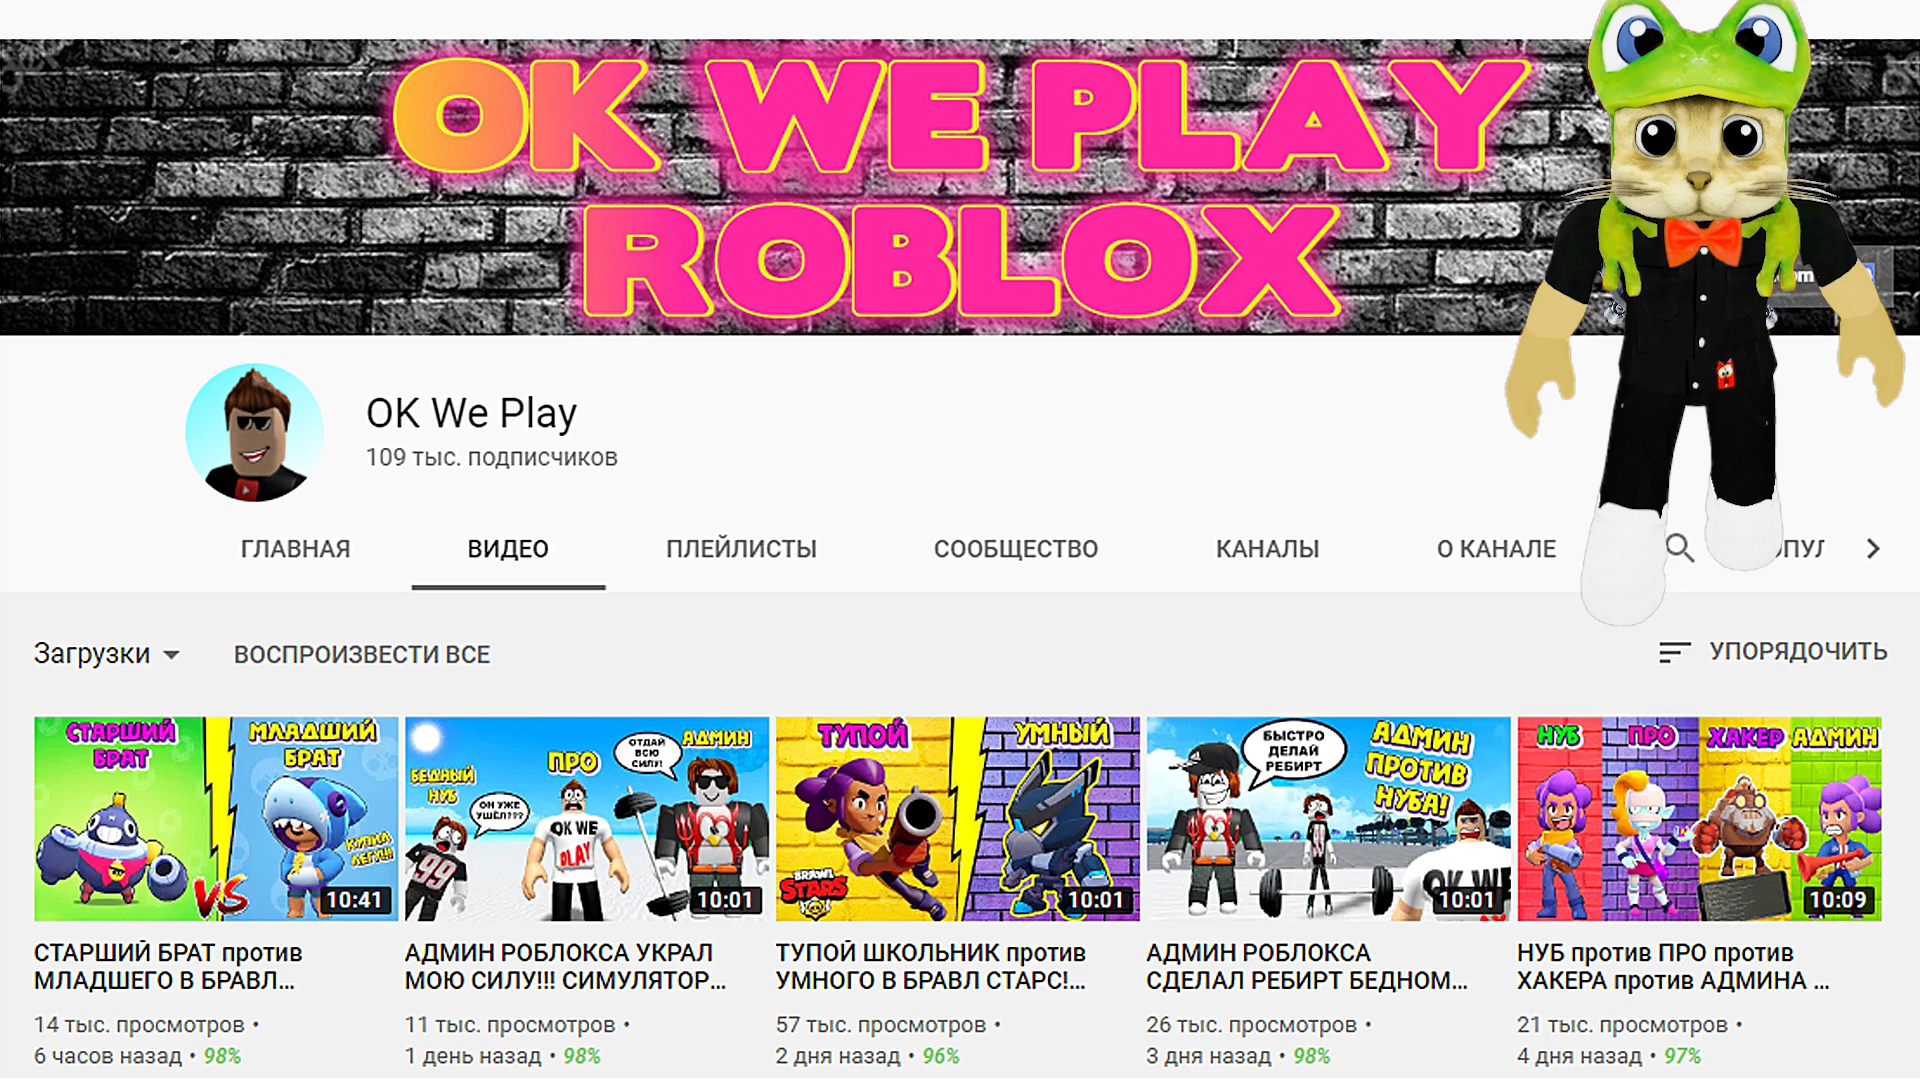 OK WE PLAY
ROBLOX
OK We Play
109 тыс. подписчиков
ГЛАВНАЯ
ВИДЕО
ПЛЕЙЛИСТЫ
СООБЩЕСТВО
КАНАЛЫ
О КАНАЛЕ
Загрузки
ВОСПРОИЗВЕСТИ ВСЕ
УПОРЯДОЧИТЬ
СТАРШИЙ
БРАТ
МЛАДШИЙ
БРАТ
VS
10:41
БЕДНЫЙ
НУБ
ПРО
АДМИН
ОТДАЙ
ВСЮ
СИЛУ!
ОН УЖЕ
УШЁЛ???
OK WE
PLAY
99
10:01
ТУПОЙ
УМНЫЙ
BRAWL
STARS
10:01
БЫСТРО
ДЕЛАЙ
РЕБИРТ
АДМИН
ПРОТИВ
НУБА!
OK WE
10:01
НУБ
ПРО
ХАКЕР
АДМИН
10:09
СТАРШИЙ БРАТ против
МЛАДШЕГО В БРАВЛ...
14 тыс. просмотров •
6 часов назад • 98%
АДМИН РОБЛОКСА УКРАЛ
МОЮ СИЛУ!!! СИМУЛЯТОР...
11 тыс. просмотров •
1 день назад • 98%
ТУПОЙ ШКОЛЬНИК против
УМНОГО В БРАВЛ СТАРС!...
57 тыс. просмотров •
2 дня назад • 96%
АДМИН РОБЛОКСА
СДЕЛАЛ РЕБИРТ БЕДНОМ...
26 тыс. просмотров •
3 дня назад • 98%
НУБ против ПРО против
ХАКЕРА против АДМИНА ...
21 тыс. просмотров •
4 дня назад • 97%